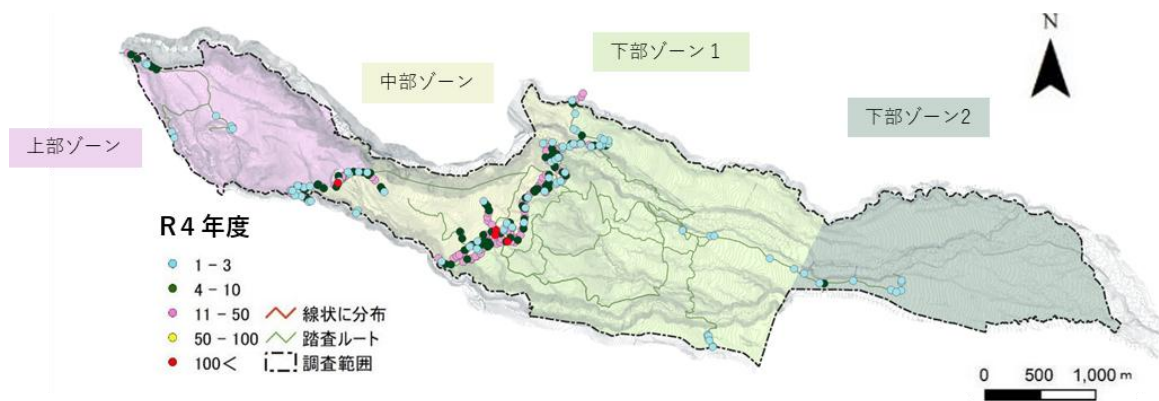 N
下部ゾーン1
中部ゾーン
下部ゾーン2
上部ゾーン
R4年度
1-3
4-10
11-50
線状に分布
50-100
踏査ルート
100<
調査範囲
0 500 1,000 m